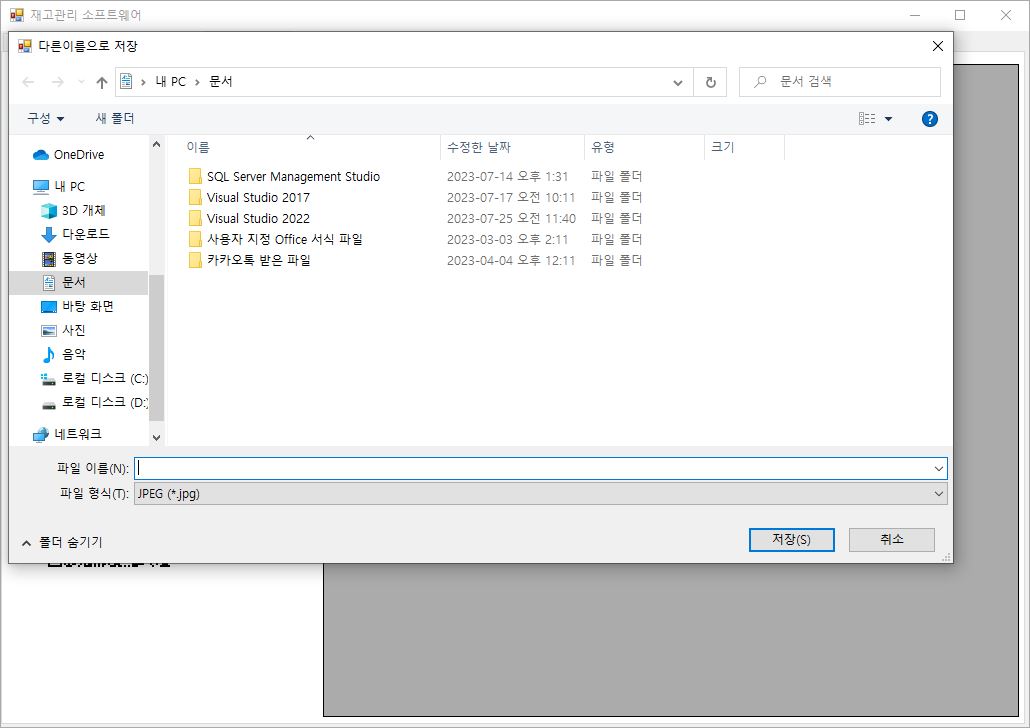 재고관리 소프트웨어
다른이름으로 저장
내 PC 문서
문서 검색
구성 새 폴더
이름 수정한 날짜 유형 크기
OneDrive
내 PC
3D 개체
다운로드
동영상
문서
바탕 화면
사진
음악
로컬 디스크 (C:)
로컬 디스크 (D:)
네트워크
SQL Server Management Studio 2023-07-14 오후 1:31 파일 폴더
Visual Studio 2017 2023-07-17 오전 10:11 파일 폴더
Visual Studio 2022 2023-07-25 오전 11:40 파일 폴더
사용자 지정 Office 서식 파일 2023-03-03 오후 2:11 파일 폴더
카카오톡 받은 파일 2023-04-04 오후 12:11 파일 폴더
파일 이름(N):
파일 형식(T): JPEG (*.jpg)
폴더 숨기기
저장(S) 취소